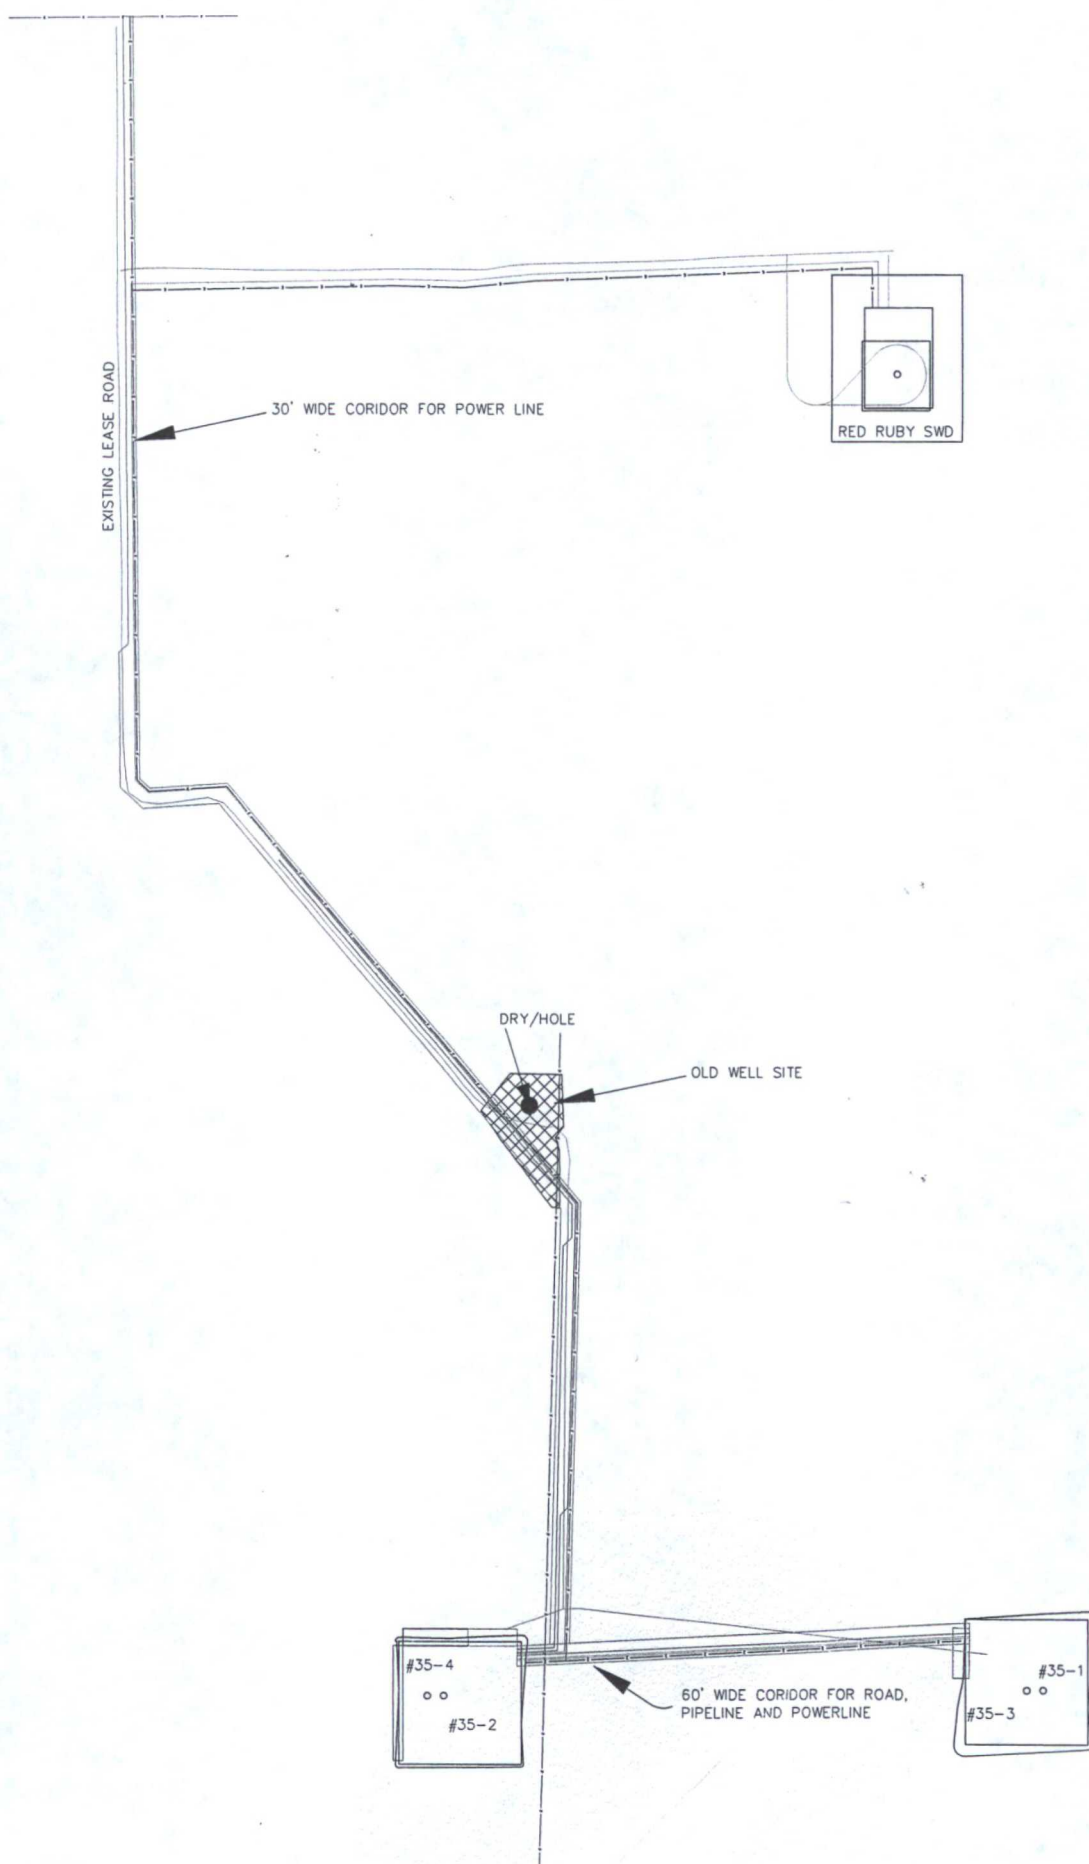 EXISTING LEASE ROAD
30' WIDE CORIDOR FOR POWER LINE
RED RUBY SWD
DRY/HOLE
OLD WELL SITE
#35-4
#35-2
60' WIDE CORIDOR FOR ROAD,
PIPELINE AND POWERLINE
#35-1
#35-3